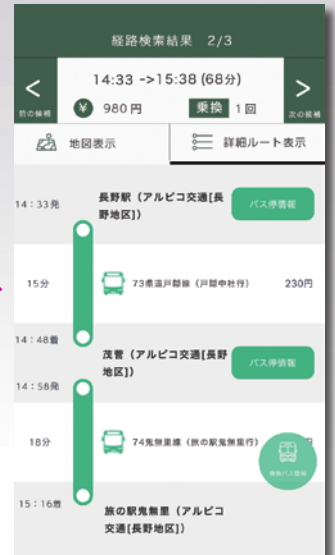 経路検索結果 2/3
14:33 ->15:38 (68分)
< >
前の候補 ¥ 980円 乗換 1回 次の候補
地図表示 詳細ルート表示
14:33発 長野駅（アルピコ交通[長野地区]） バス停情報
15分 73県道戸隠線（戸隠中社行） 230円
14:48着
茂菅（アルピコ交通[長野地区]） バス停情報
14:58発
18分 74鬼無里線（旅の駅鬼無里行）
15:16着
旅の駅鬼無里（アルピコ交通[長野地区]）